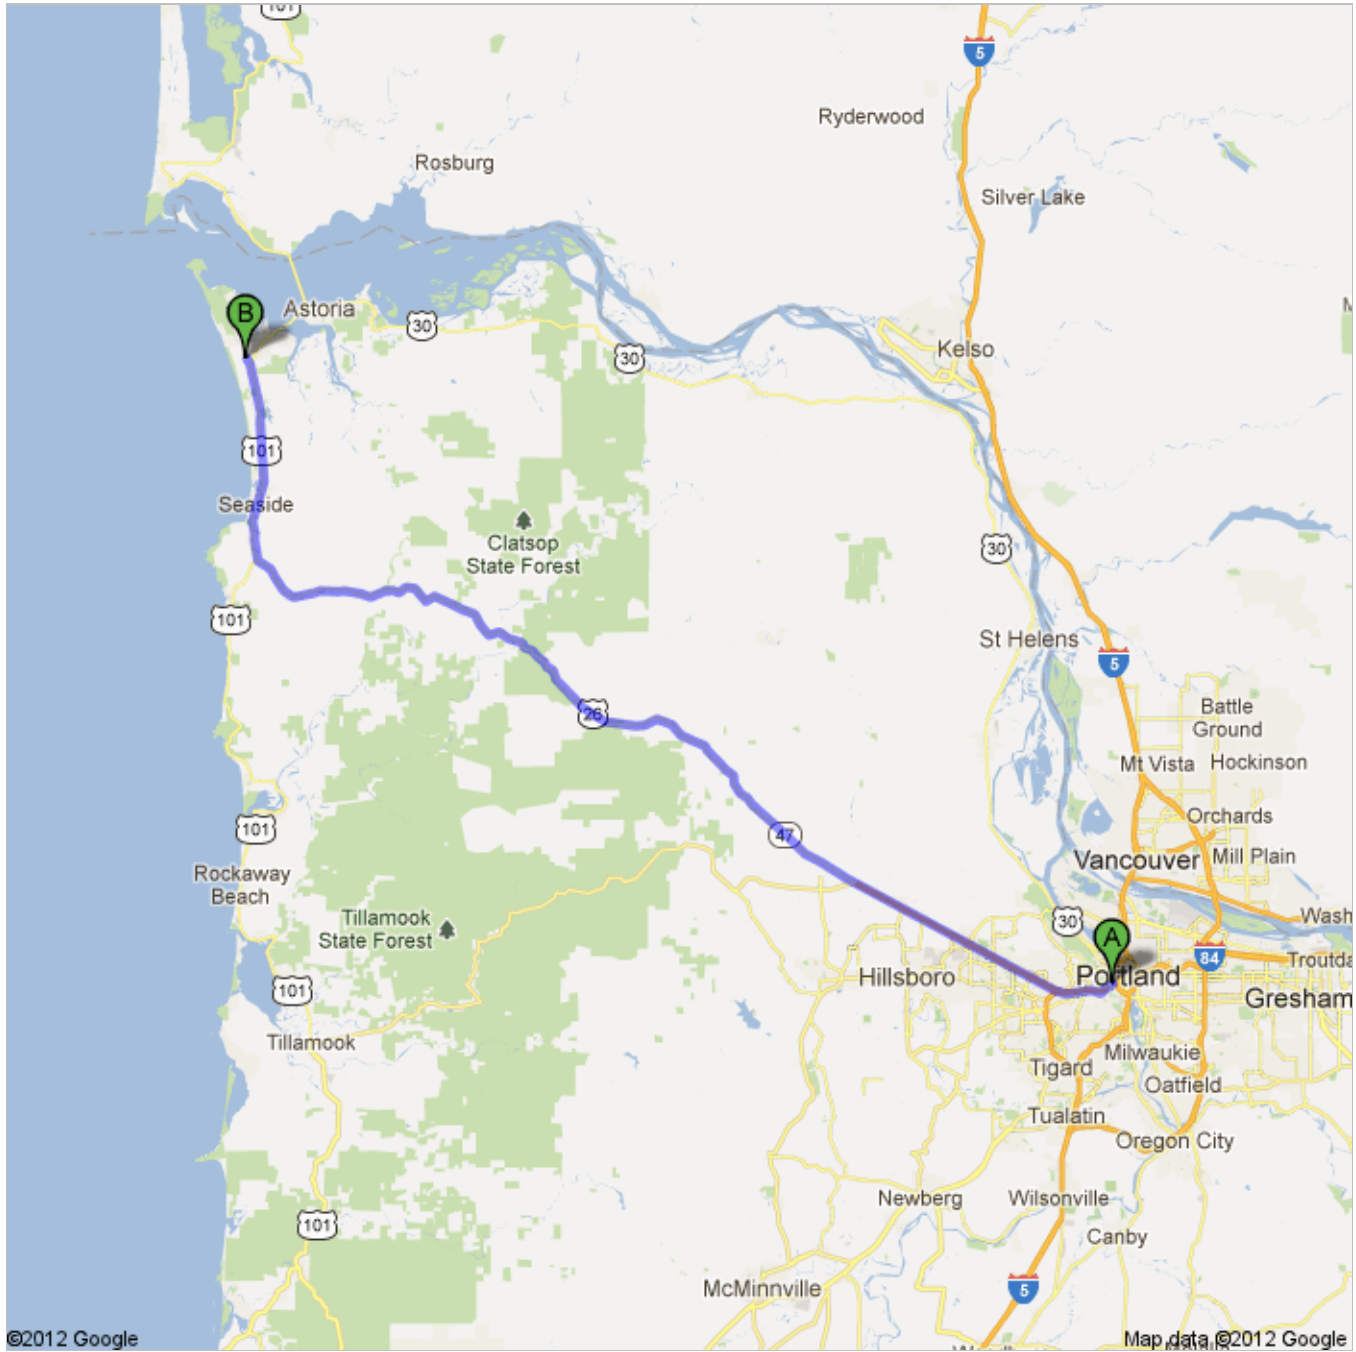 101
5
Ryderwood
Rosburg
Silver Lake
B
Astoria
30
30
Kelso
101
Seaside
Clatsop
State Forest
30
101
St Helens
5
26
Battle
Ground
Mt Vista
Hockinson
101
47
Orchards
Vancouver
Mill Plain
Rockaway
Beach
Tillamook
State Forest
30
Wash
A
84
Troutda
Hillsboro
Portland
Gresham
101
Tillamook
Milwaukie
Tigard
Oatfield
Tualatin
Oregon City
Newberg
Wilsonville
101
Canby
McMinnville
5
©2012 Google
Map data ©2012 Google